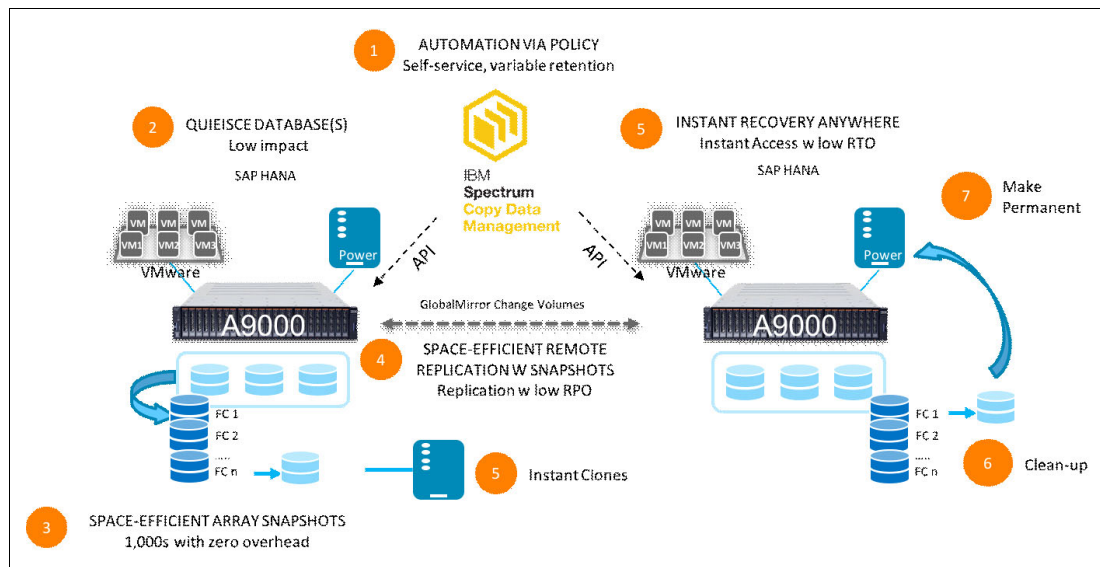 1
AUTOMATION VIA POLICY
Self-service, variable retention
2
QUIEISCE DATABASE(S)
Low impact
SAP HANA
IBM
Spectrum
Copy Data
Management
5
INSTANT RECOVERY ANYWHERE
Instant Access w low RTO
SAP HANA
7
Make
Permanent
VM VM VM
VM1 VM2 VM3
VMware
Power
API
API
VM VM VM
VM1 VM2 VM3
VMware
Power
A9000
GlobalMirror Change Volumes
A9000
4
SPACE-EFFICIENT REMOTE
REPLICATION W SNAPSHOTS
Replication w low RPO
FC 1
FC 2
.....
FC n
5
Instant Clones
FC 1
FC 2
.....
FC n
6
Clean-up
3
SPACE-EFFICIENT ARRAY SNAPSHOTS
1,000s with zero overhead